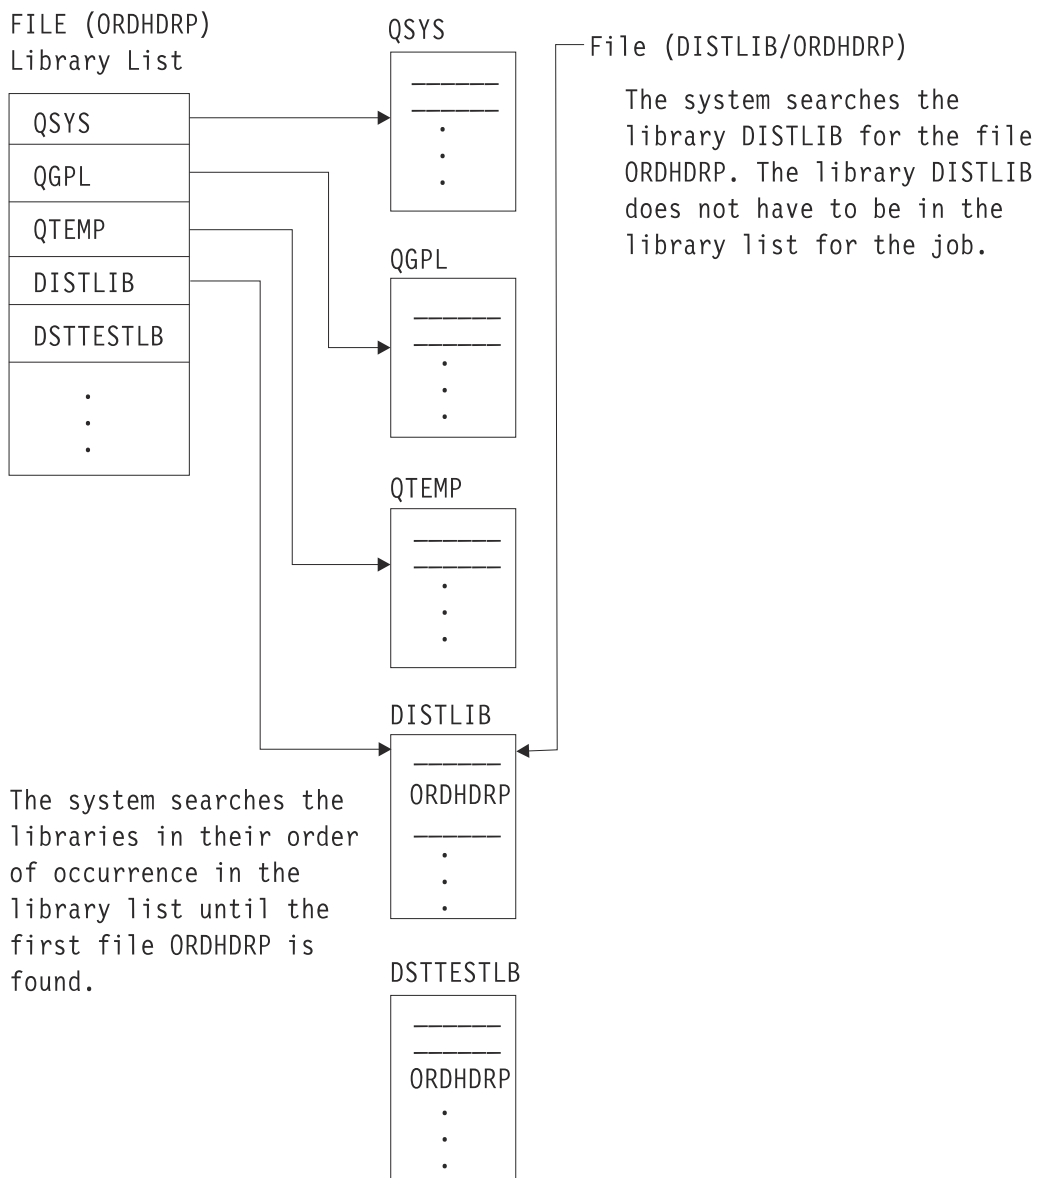 FILE (ORDHDRP)
Library List
QSYS
QGPL
QTEMP
DISTLIB
DSTTESTLB
QSYS
QGPL
QTEMP
DISTLIB
ORDHDRP
DSTTESTLB
ORDHDRP
File (DISTLIB/ORDHDRP)
The system searches the
library DISTLIB for the file
ORDHDRP. The library DISTLIB
does not have to be in the
library list for the job.
The system searches the
libraries in their order
of occurrence in the
library list until the
first file ORDHDRP is
found.